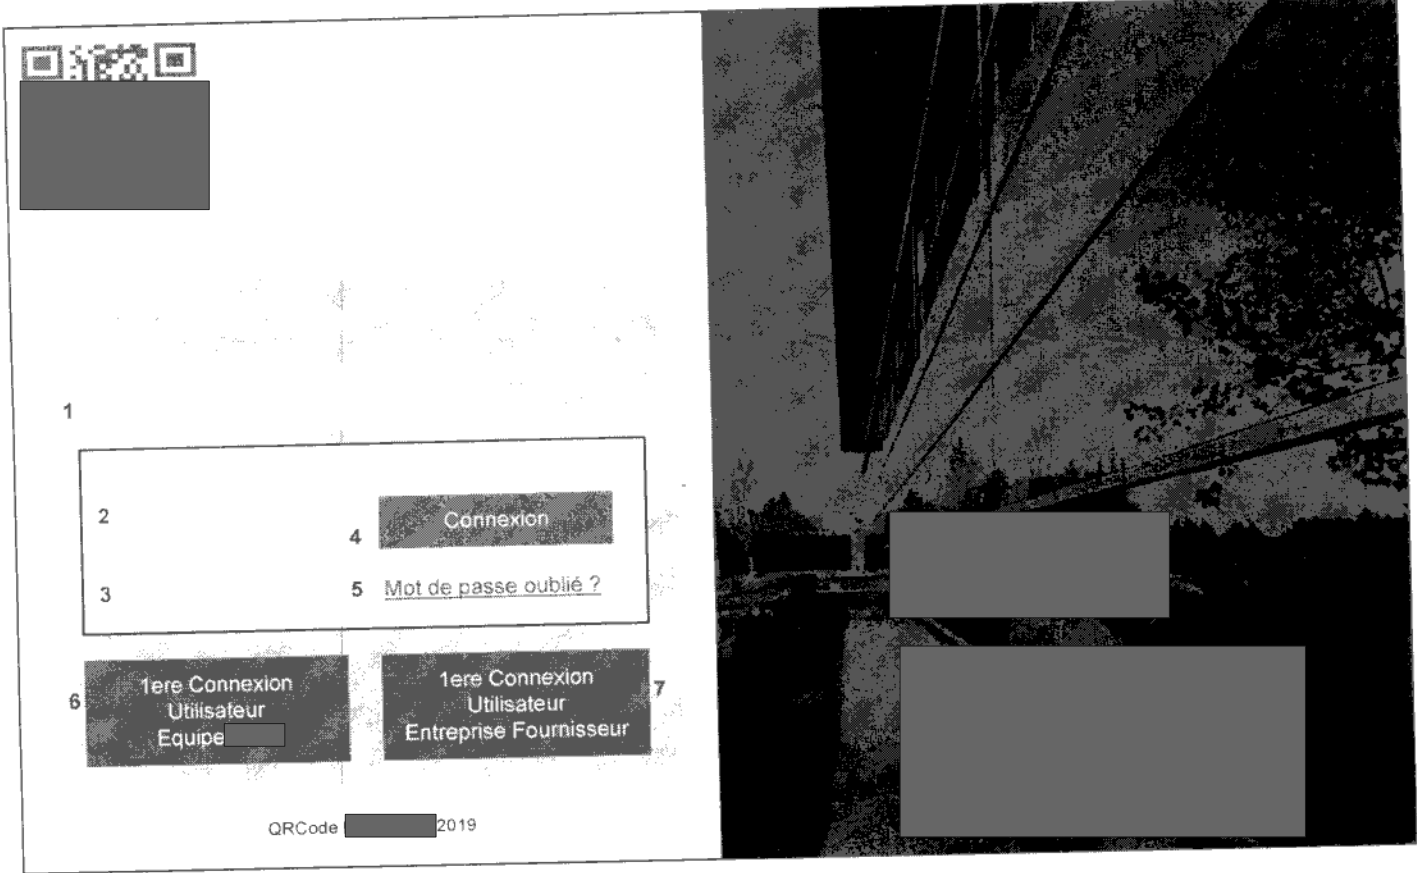 1
2
4 Connexion
3
5 Mot de passe oublié ?
6
1ere Connexion
Utilisateur
Equipe
1ere Connexion
Utilisateur
Entreprise Fournisseur
7
QRCode 2019